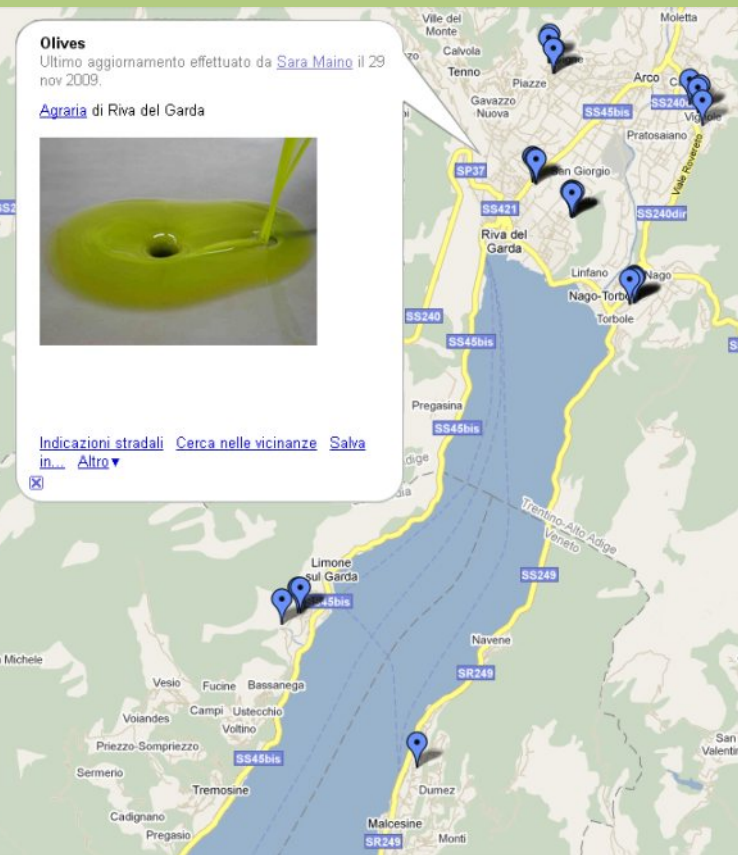 Olives
Ultimo aggiornamento effettuato da Sara Maino il 29
nov 2009.
Agraria di Riva del Garda
Indicazioni stradali Cerca nelle vicinanze Salva
in... Altro▼
Ville del
Monte
Moletta
Calvola
Tenno
Piazze
Arco
Gavazzo
Nuova
SS45bis
SS240dir
Pratosaiano
Viale Rovereto
SP37
San Giorgio
SS421
SS240dir
Riva del
Garda
Linfano
Nago
Nago-Torbole
Torbole
SS240
SS45bis
Pregasina
SS45bis
Trentino-Alto Adige
Veneto
SS249
Limone
sul Garda
SS45bis
Navene
SR249
Michele
Vesio
Fucine
Bassanega
Voiandes
Campi
Ustecchio
Voltino
Priezzo-Sompriezzo
SS45bis
Sermerio
Tremosine
Dumez
San
Cadignano
Malcesine
Pregasio
SR249
Monti